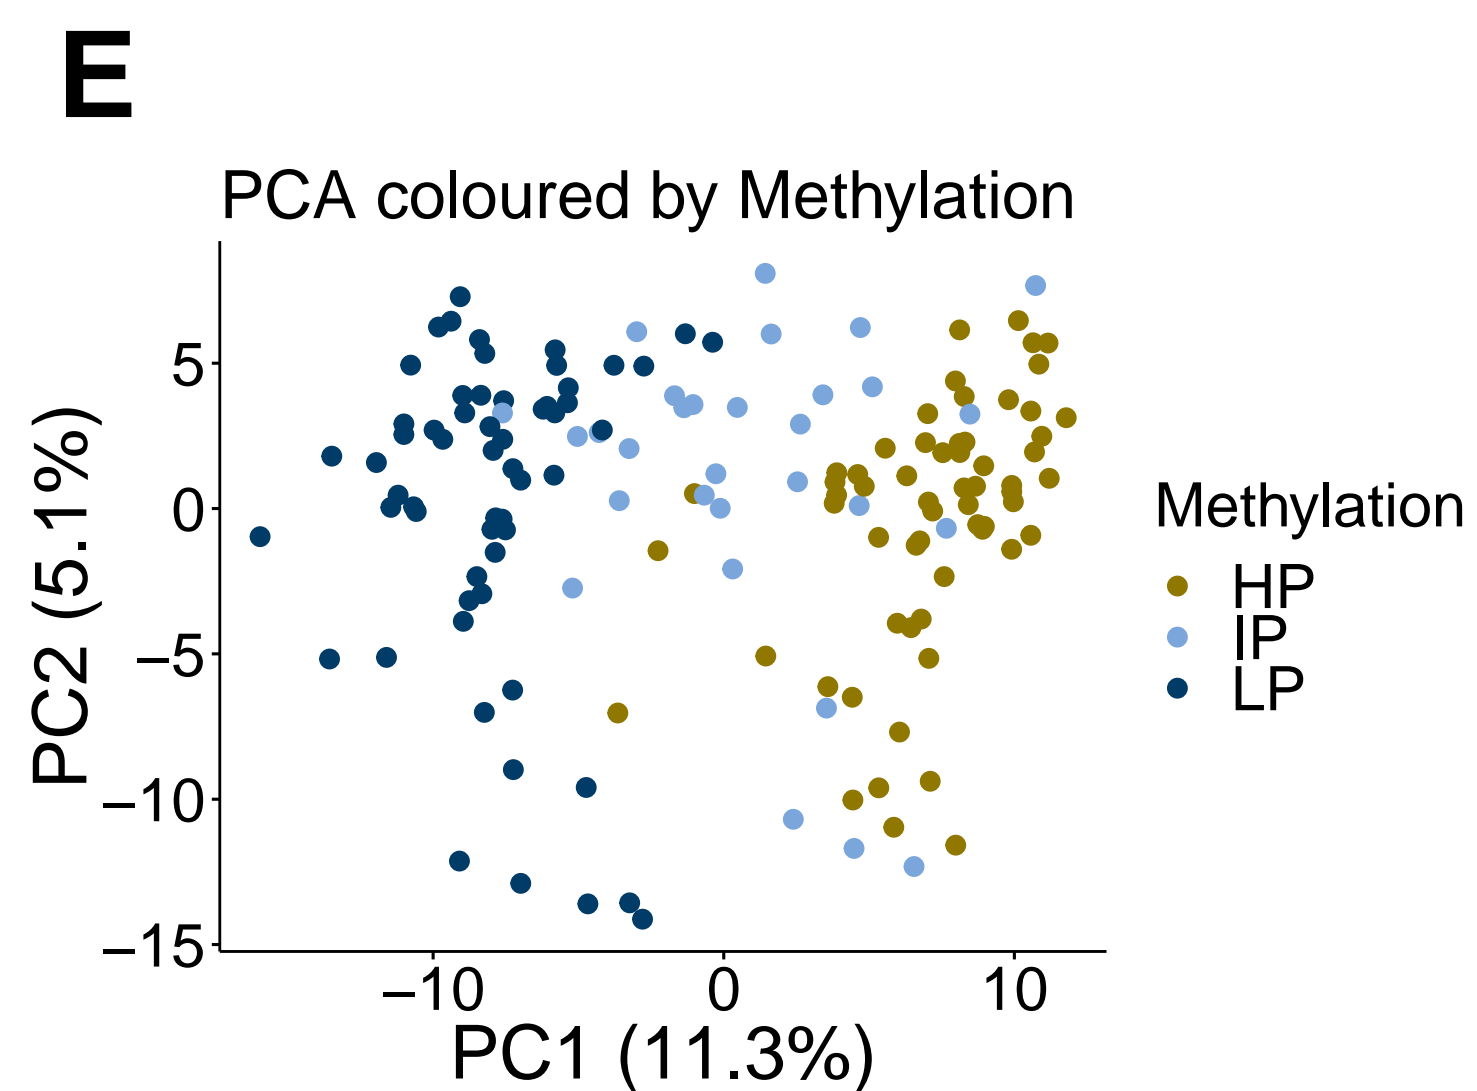 E
PCA coloured by Methylation
PC2 (5.1%)
5
0
−5
−10
−15
−10
0
10
PC1 (11.3%)
Methylation
HP
IP
LP